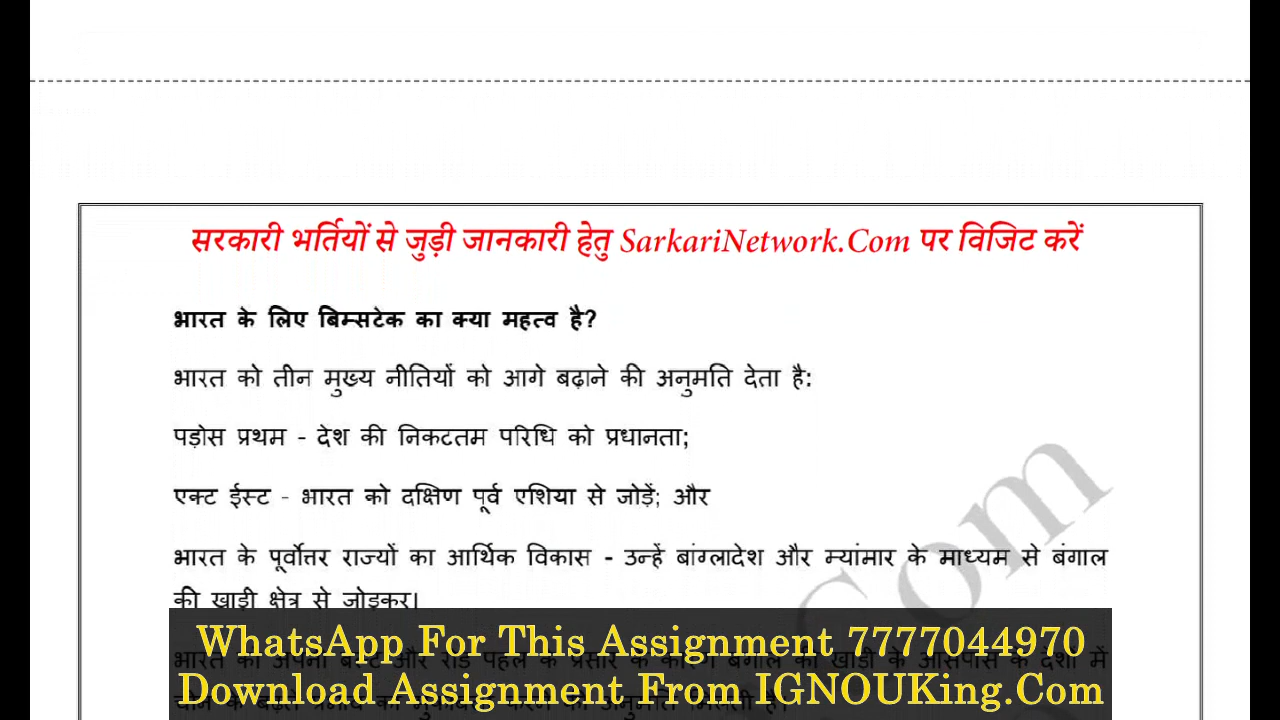 सरकारी भर्तियों से जुड़ी जानकारी हेतु SarkariNetwork.Com पर विजिट करें
भारत के लिए बिम्सटेक का क्या महत्व है?
भारत को तीन मुख्य नीतियों को आगे बढ़ाने की अनुमति देता है:
पड़ोस प्रथम - देश की निकटतम परिधि को प्रधानता;
एक्ट ईस्ट - भारत को दक्षिण पूर्व एशिया से जोड़ें; और
भारत के पूर्वोत्तर राज्यों का आर्थिक विकास - उन्हें बांग्लादेश और म्यांमार के माध्यम से बंगाल
की खाड़ी क्षेत्र से जोड़कर।
WhatsApp For This Assignment 7777044970
Download Assignment From IGNOUKing.Com
Com